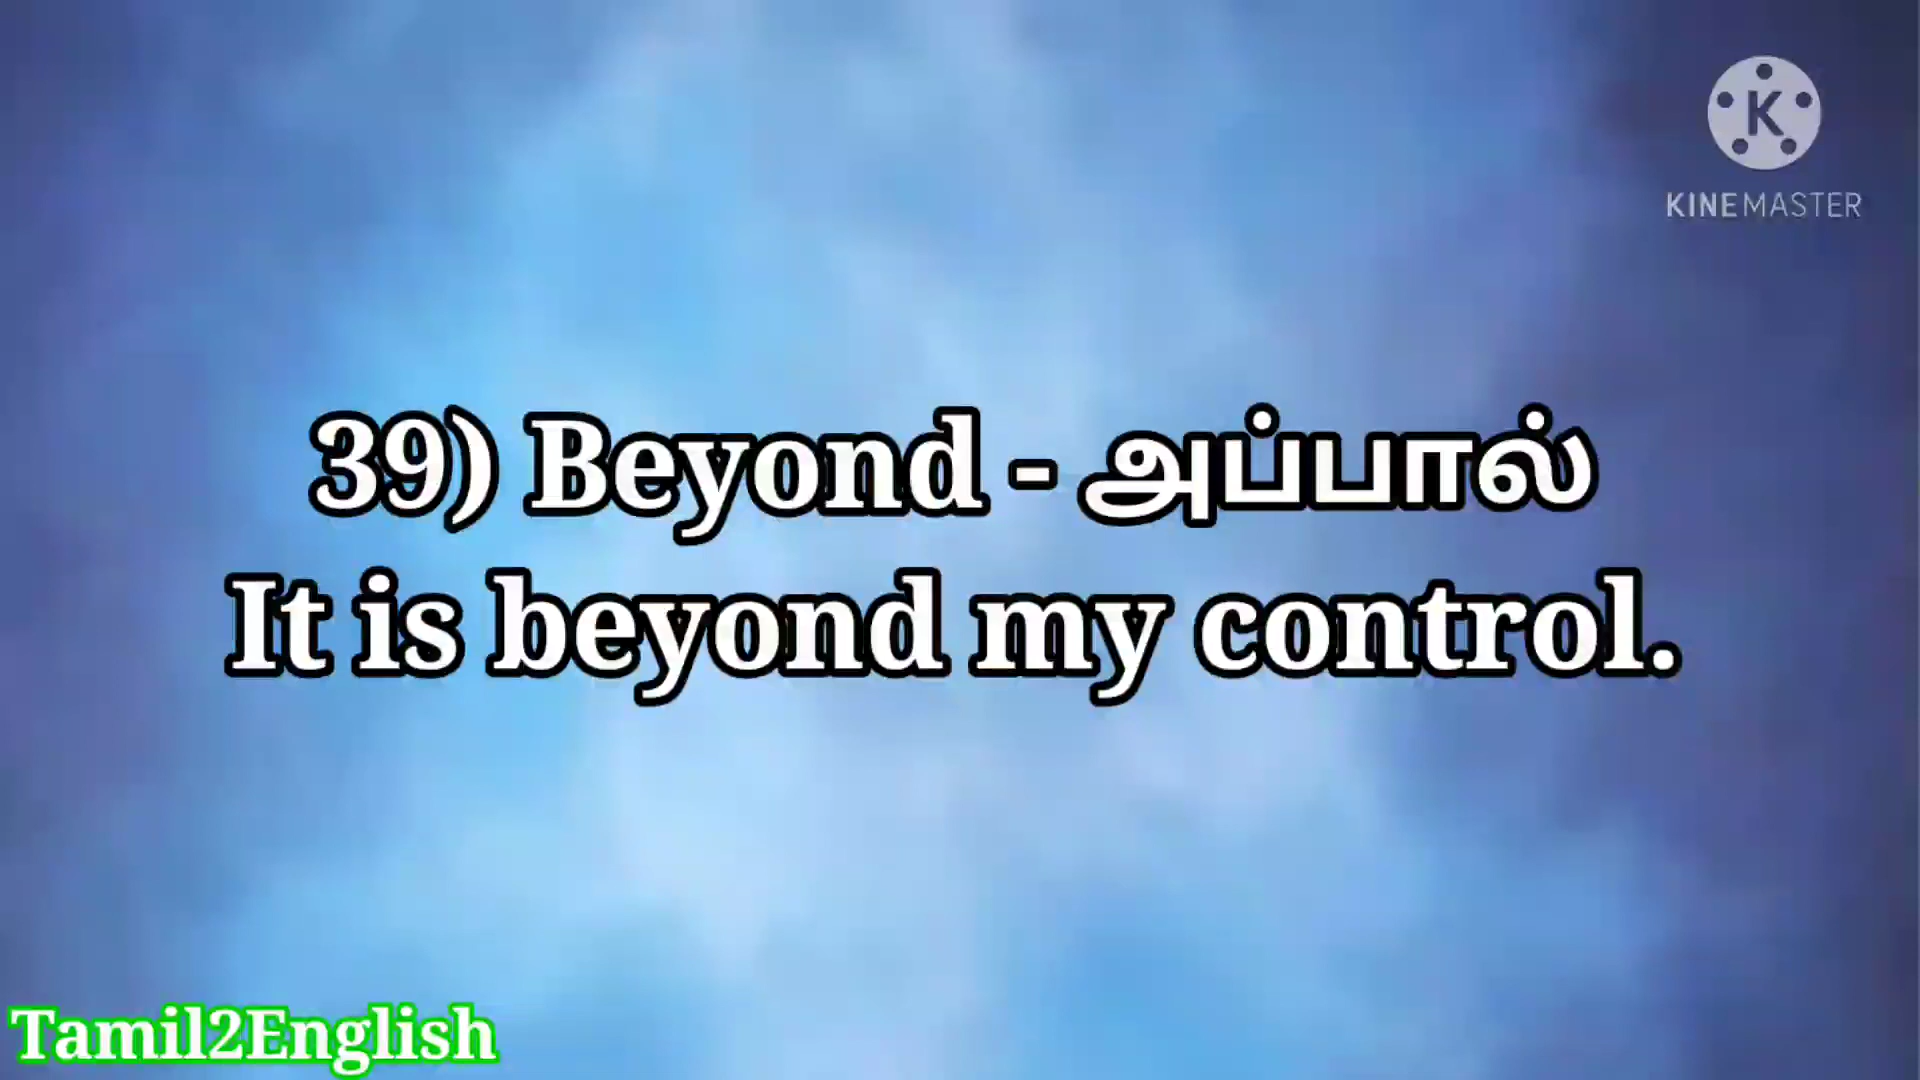 K
KINEMASTER
39) Beyond - அப்பால்
It is beyond my control.
Tamil2English